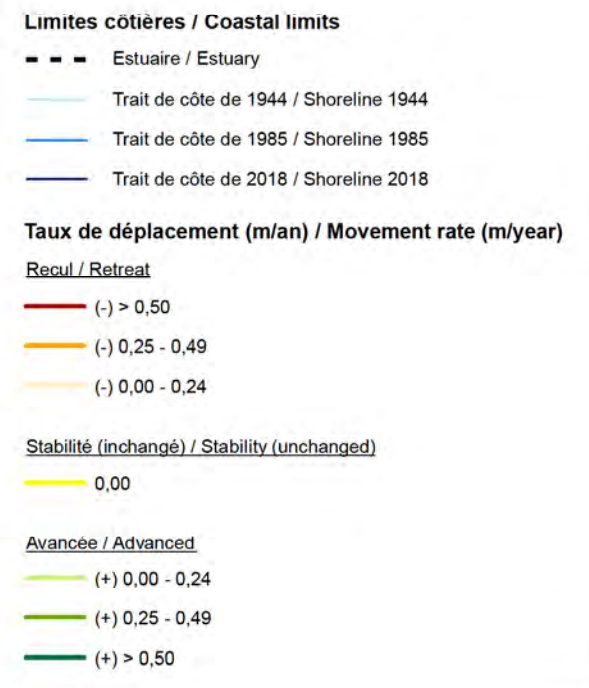 Limites côtières / Coastal limits
Estuaire / Estuary
Trait de côte de 1944 / Shoreline 1944
Trait de côte de 1985 / Shoreline 1985
Trait de côte de 2018 / Shoreline 2018
Taux de déplacement (m/an) / Movement rate (m/year)
Recul / Retreat
(-) > 0,50
(-) 0,25 - 0,49
(-) 0,00 - 0,24
Stabilité (inchangé) / Stability (unchanged)
0,00
Avancée / Advanced
(+) 0,00 - 0,24
(+) 0,25 - 0,49
(+) > 0,50